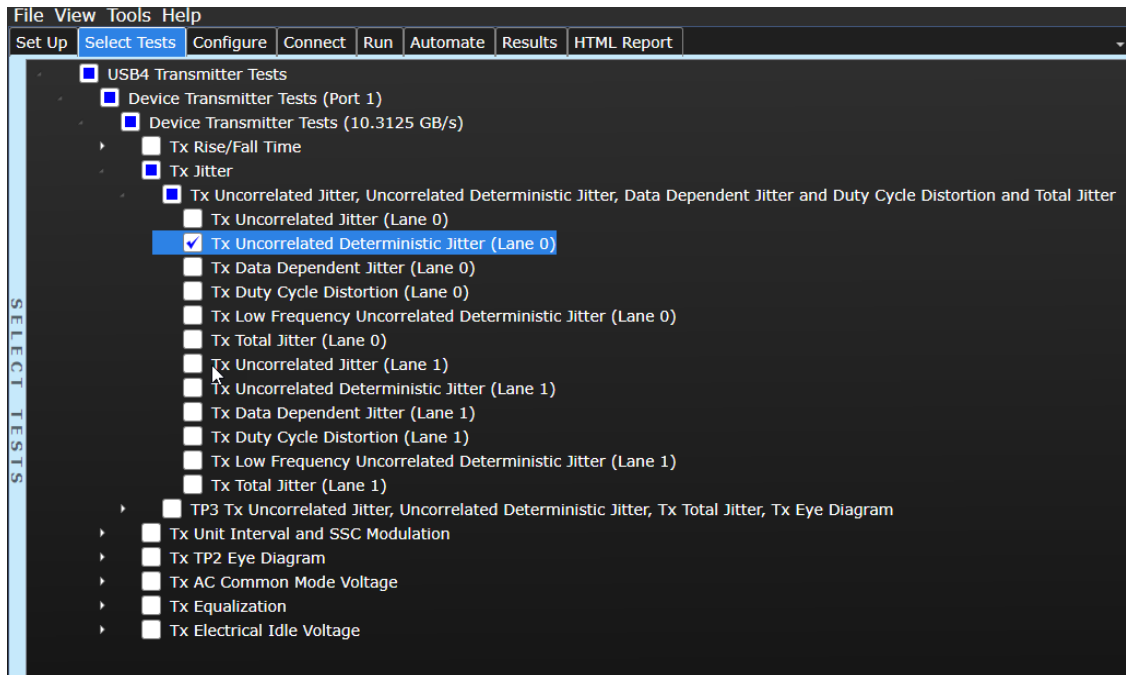 File View Tools Help
Set Up Select Tests Configure Connect Run Automate Results HTML Report
USB4 Transmitter Tests
Device Transmitter Tests (Port 1)
Device Transmitter Tests (10.3125 GB/s)
Tx Rise/Fall Time
Tx Jitter
Tx Uncorrelated Jitter, Uncorrelated Deterministic Jitter, Data Dependent Jitter and Duty Cycle Distortion and Total Jitter
Tx Uncorrelated Jitter (Lane 0)
Tx Uncorrelated Deterministic Jitter (Lane 0)
Tx Data Dependent Jitter (Lane 0)
Tx Duty Cycle Distortion (Lane 0)
Tx Low Frequency Uncorrelated Deterministic Jitter (Lane 0)
Tx Total Jitter (Lane 0)
Tx Uncorrelated Jitter (Lane 1)
Tx Uncorrelated Deterministic Jitter (Lane 1)
Tx Data Dependent Jitter (Lane 1)
Tx Duty Cycle Distortion (Lane 1)
Tx Low Frequency Uncorrelated Deterministic Jitter (Lane 1)
Tx Total Jitter (Lane 1)
TP3 Tx Uncorrelated Jitter, Uncorrelated Deterministic Jitter, Tx Total Jitter, Tx Eye Diagram
Tx Unit Interval and SSC Modulation
Tx TP2 Eye Diagram
Tx AC Common Mode Voltage
Tx Equalization
Tx Electrical Idle Voltage
SELECT TESTS